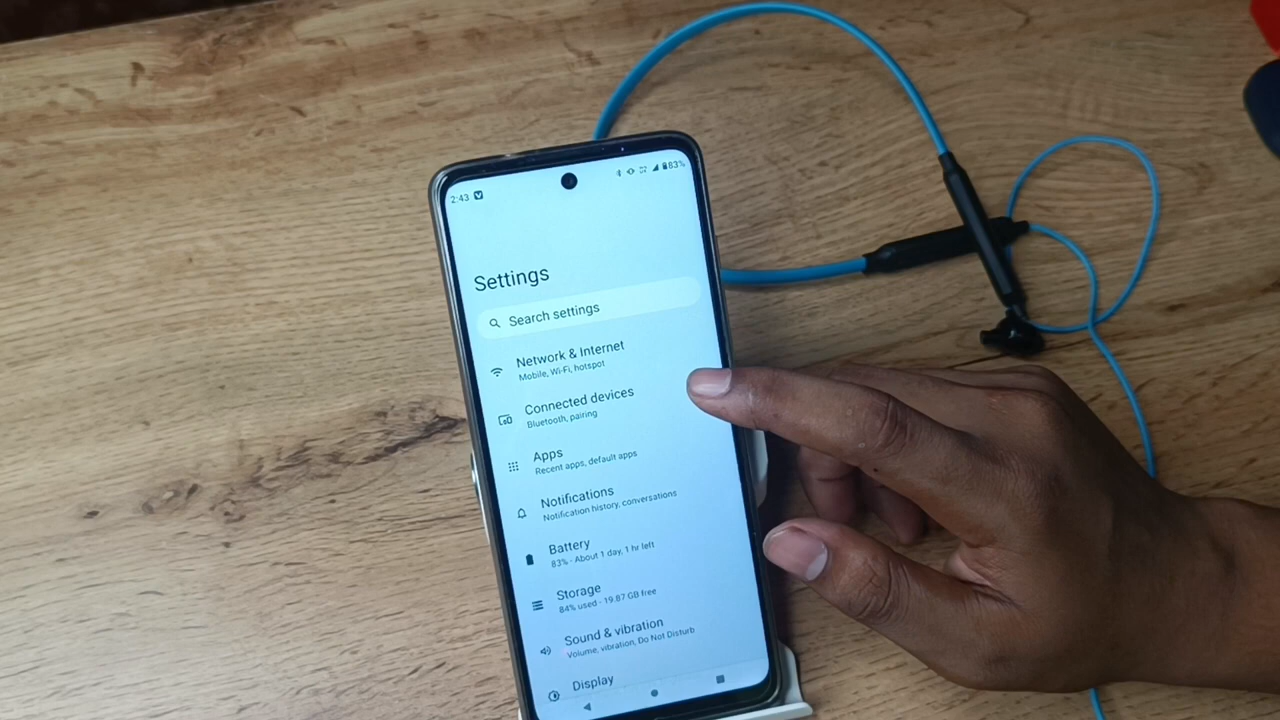 2:43 83%
Settings
Search settings
Network & Internet
Mobile, Wi-Fi, hotspot
Connected devices
Bluetooth, pairing
Apps
Recent apps, default apps
Notifications
Notification history, conversations
Battery
83% - About 1 day, 1 hr left
Storage
84% used - 19.87 GB free
Sound & vibration
Volume, vibration, Do Not Disturb
Display